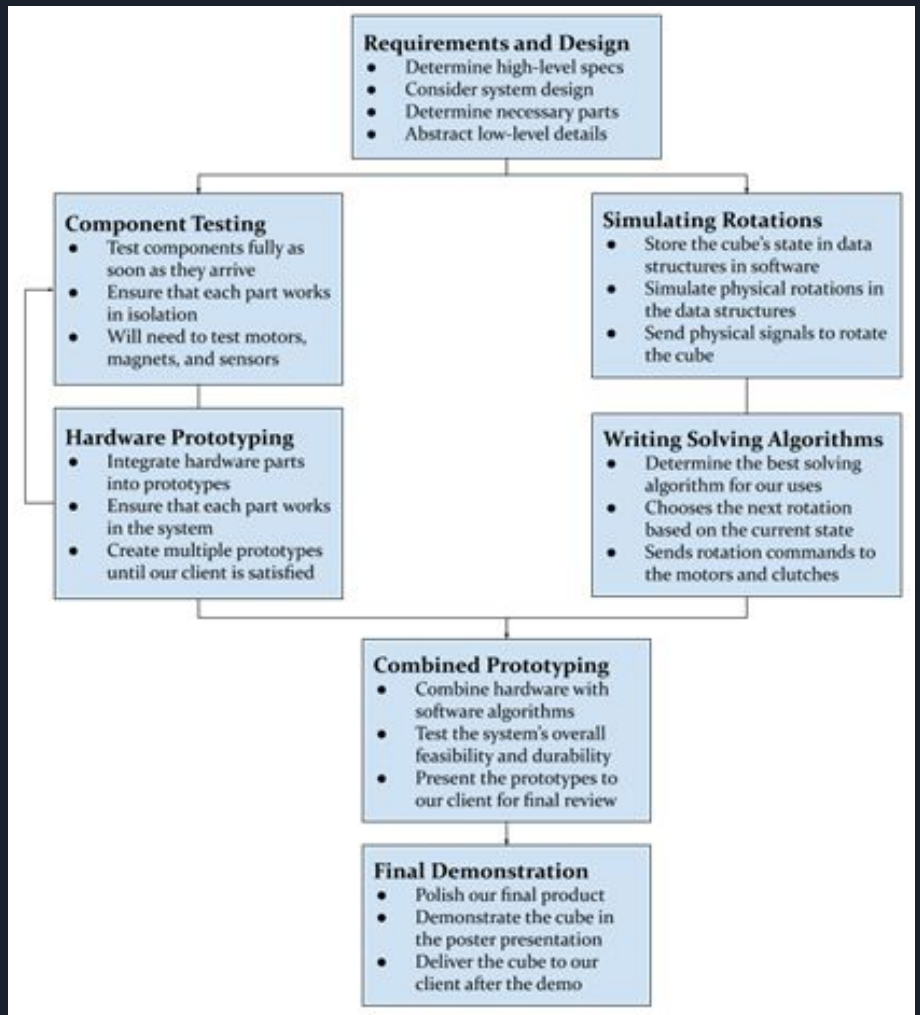 Requirements and Design
● Determine high-level specs
● Consider system design
● Determine necessary parts
● Abstract low-level details
Component Testing
● Test components fully as
soon as they arrive
● Ensure that each part works
in isolation
● Will need to test motors,
magnets, and sensors
Simulating Rotations
● Store the cube's state in data
structures in software
● Simulate physical rotations in
the data structures
● Send physical signals to rotate
the cube
Hardware Prototyping
● Integrate hardware parts
into prototypes
● Ensure that each part works
in the system
● Create multiple prototypes
until our client is satisfied
Writing Solving Algorithms
● Determine the best solving
algorithm for our uses
● Chooses the next rotation
based on the current state
● Sends rotation commands to
the motors and clutches
Combined Prototyping
● Combine hardware with
software algorithms
● Test the system's overall
feasibility and durability
● Present the prototypes to
our client for final review
Final Demonstration
● Polish our final product
● Demonstrate the cube in
the poster presentation
● Deliver the cube to our
client after the demo